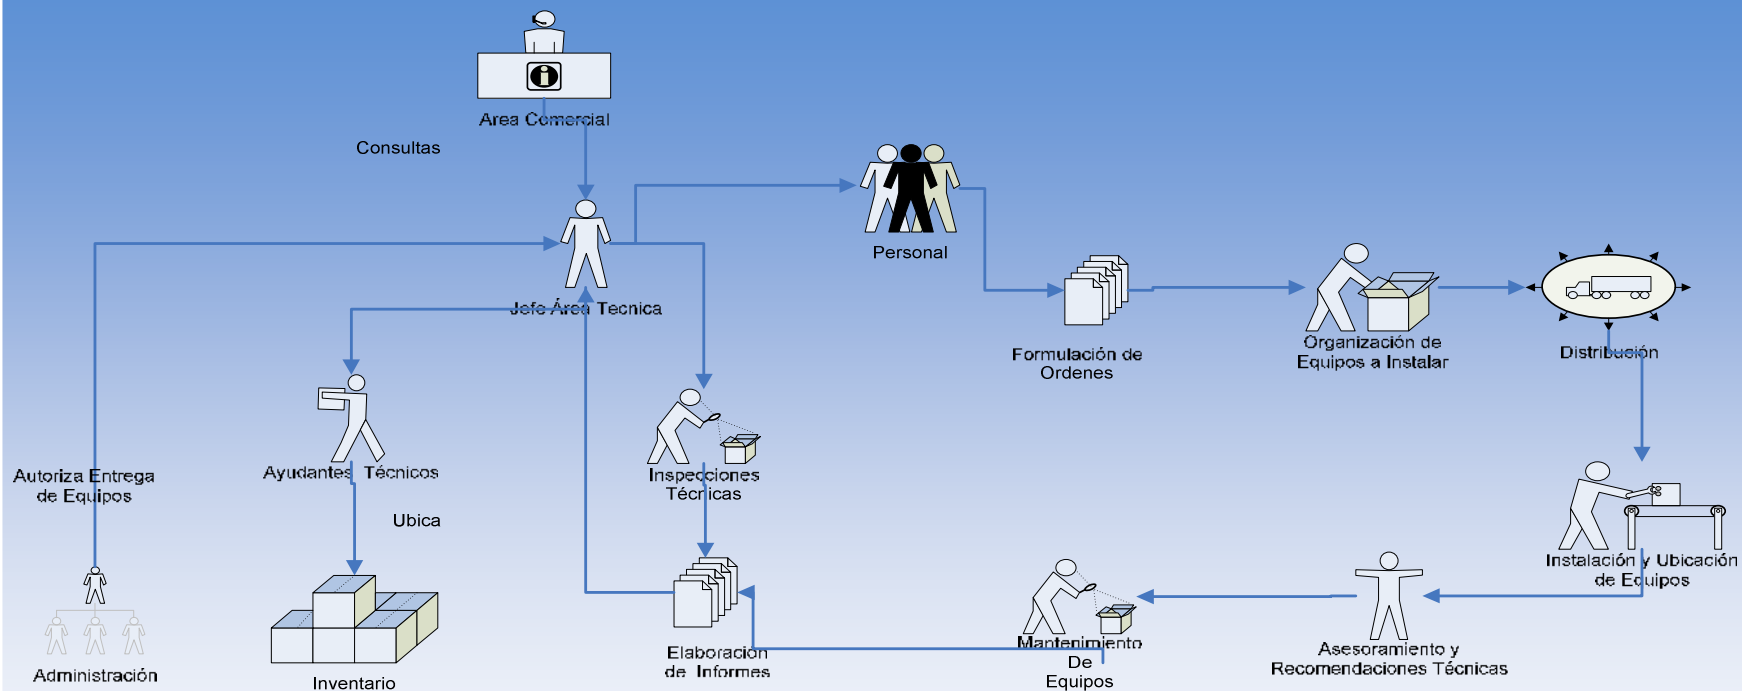 Area Comercial
Consultas
Personal
Jefe Área Tecnica
Formulación de
Ordenes
Organización de
Equipos a Instalar
Distribución
Autoriza Entrega
de Equipos
Ayudantes Técnicos
Inspecciones
Técnicas
Ubica
Instalación y Ubicación
de Equipos
Administración
Inventario
Elaboración
de Informes
Mantenimiento
De
Equipos
Asesoramiento y
Recomendaciones Técnicas